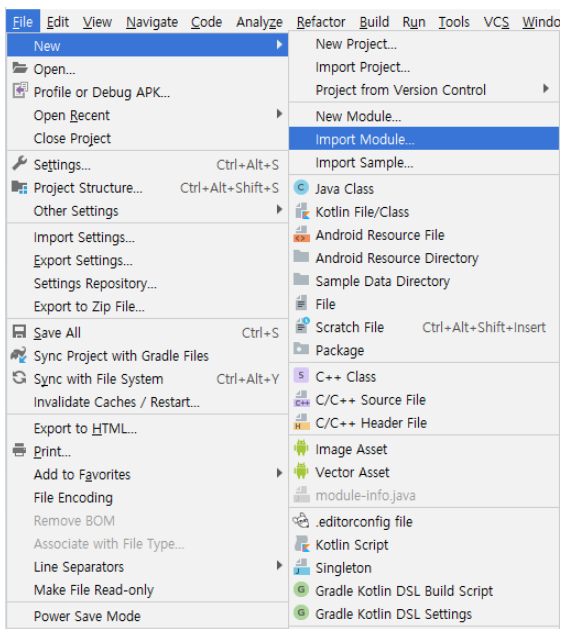 File Edit View Navigate Code Analyze Refactor Build Run Tools VCS Windo
New
Open...
Profile or Debug APK...
Open Recent
Close Project
Settings... Ctrl+Alt+S
Project Structure... Ctrl+Alt+Shift+S
Other Settings
Import Settings...
Export Settings...
Settings Repository...
Export to Zip File...
Save All Ctrl+S
Sync Project with Gradle Files
Sync with File System Ctrl+Alt+Y
Invalidate Caches / Restart...
Export to HTML...
Print...
Add to Favorites
File Encoding
Remove BOM
Associate with File Type...
Line Separators
Make File Read-only
Power Save Mode
New Project...
Import Project...
Project from Version Control
New Module...
Import Module...
Import Sample...
Java Class
Kotlin File/Class
Android Resource File
Android Resource Directory
Sample Data Directory
File
Scratch File Ctrl+Alt+Shift+Insert
Package
C++ Class
C/C++ Source File
C/C++ Header File
Image Asset
Vector Asset
module-info.java
.editorconfig file
Kotlin Script
Singleton
Gradle Kotlin DSL Build Script
Gradle Kotlin DSL Settings